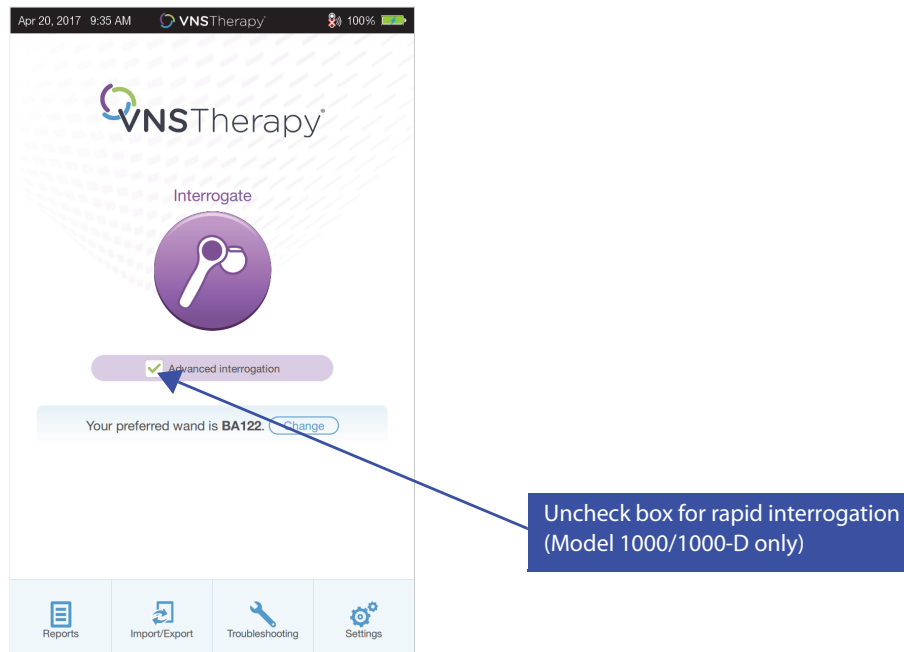 Apr 20, 2017 9:35 AM VNSTherapy® 100%
VNSTherapy®
Interrogate
Advanced interrogation
Your preferred wand is BA122. Change
Uncheck box for rapid interrogation
(Model 1000/1000-D only)
Reports Import/Export Troubleshooting Settings